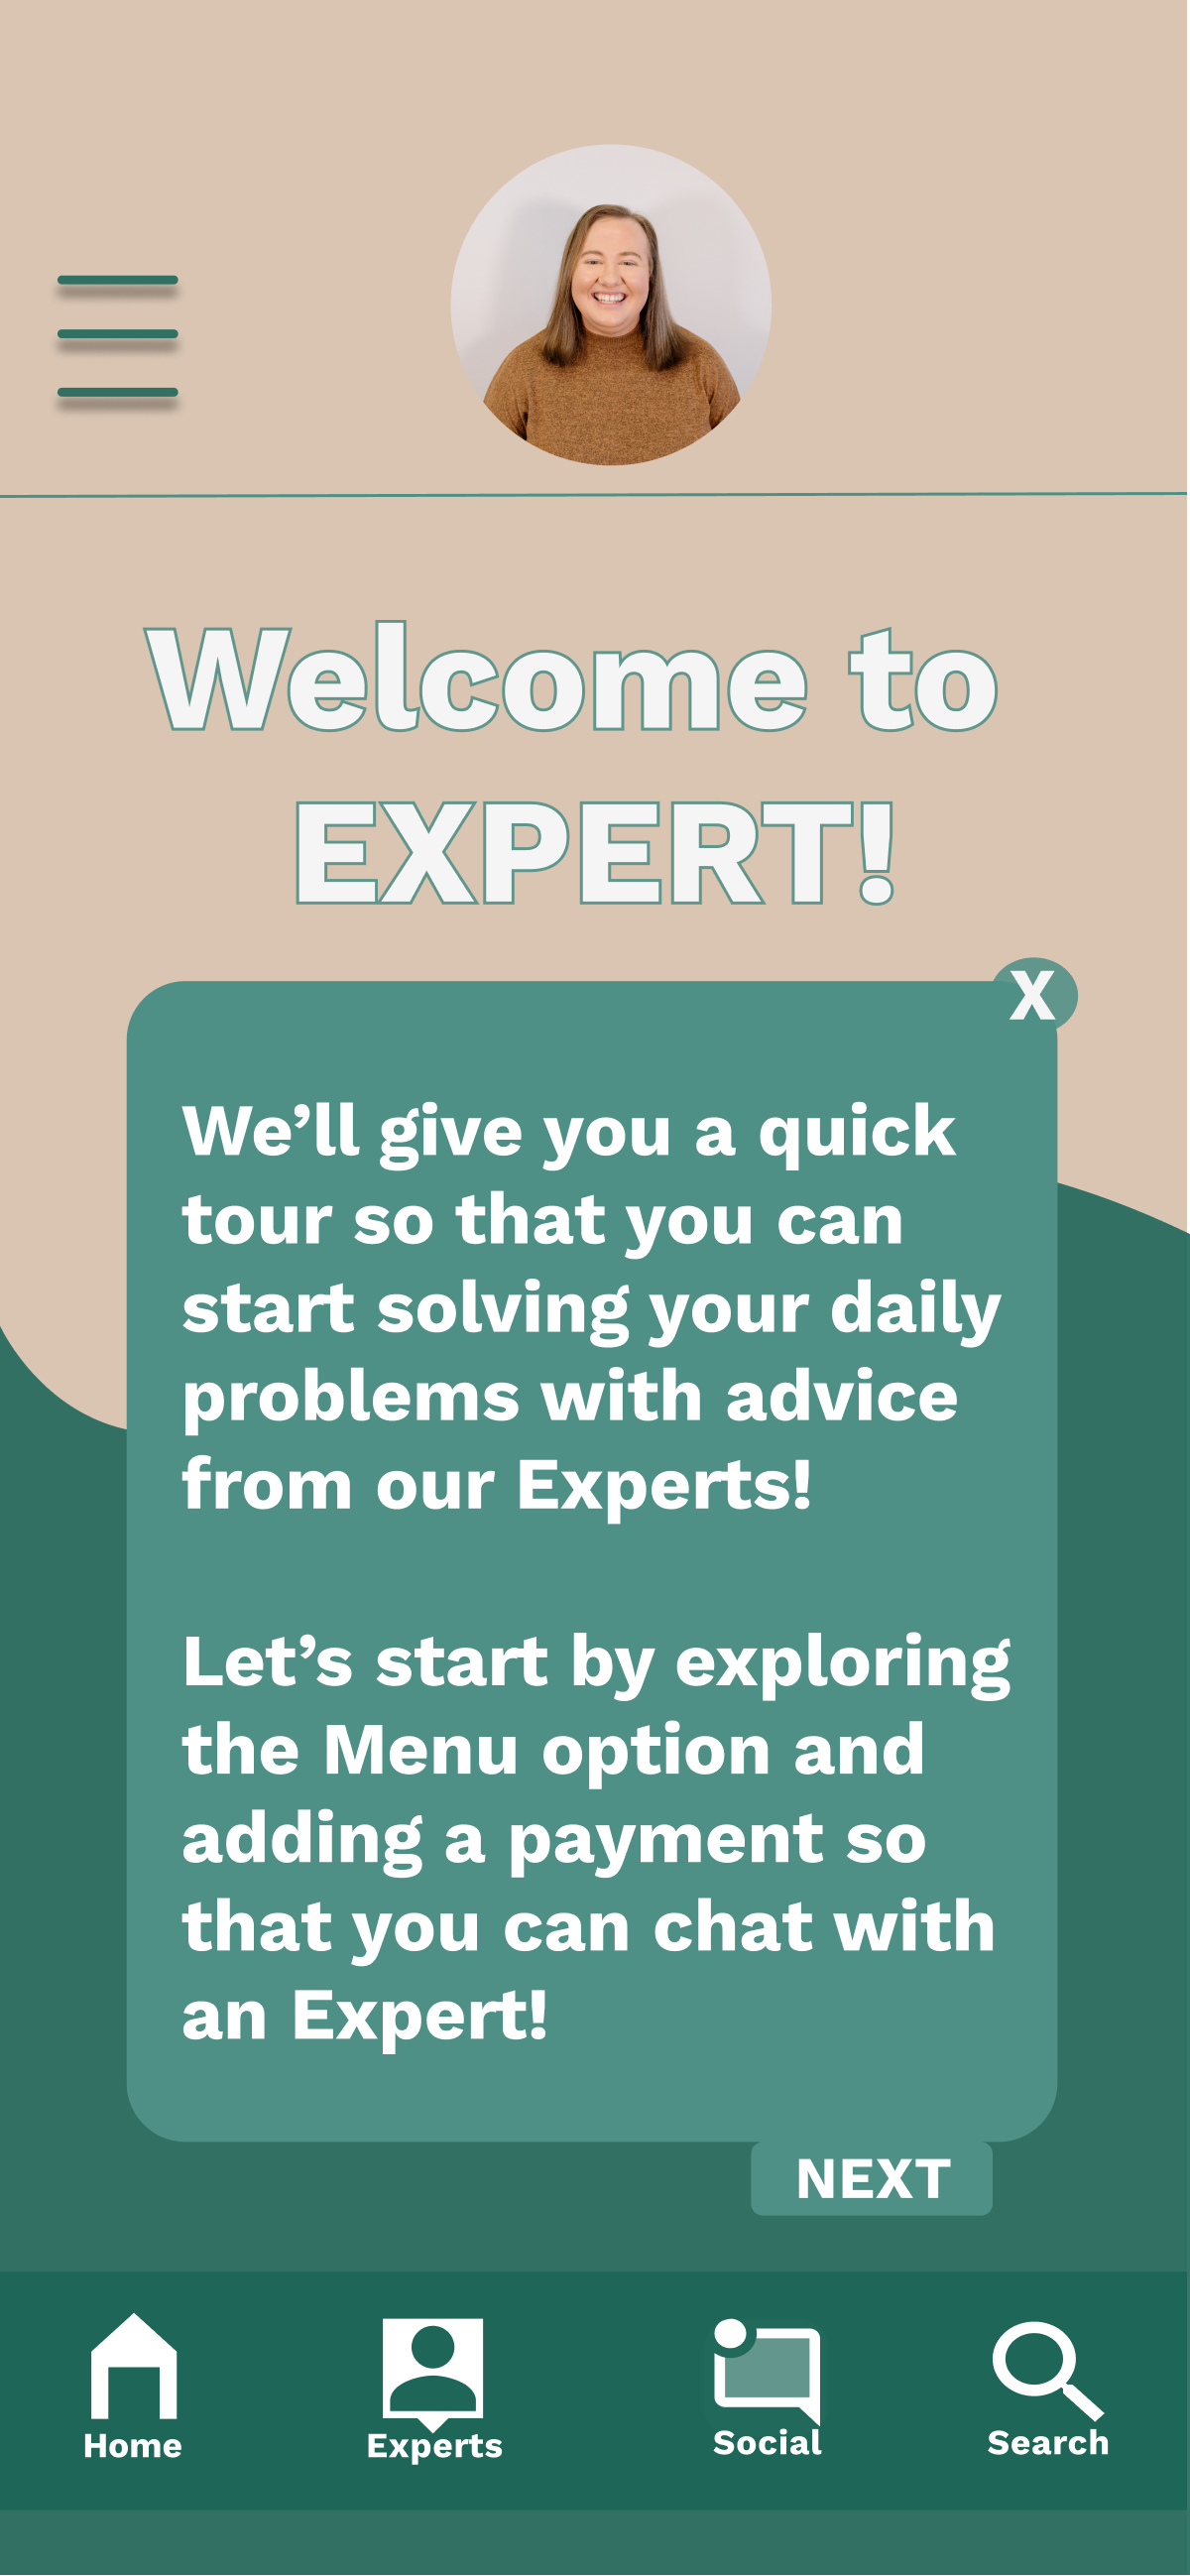 Welcome to
EXPERT!
X
We’ll give you a quick
tour so that you can
start solving your daily
problems with advice
from our Experts!
Let’s start by exploring
the Menu option and
adding a payment so
that you can chat with
an Expert!
NEXT
Home
Experts
Social
Search